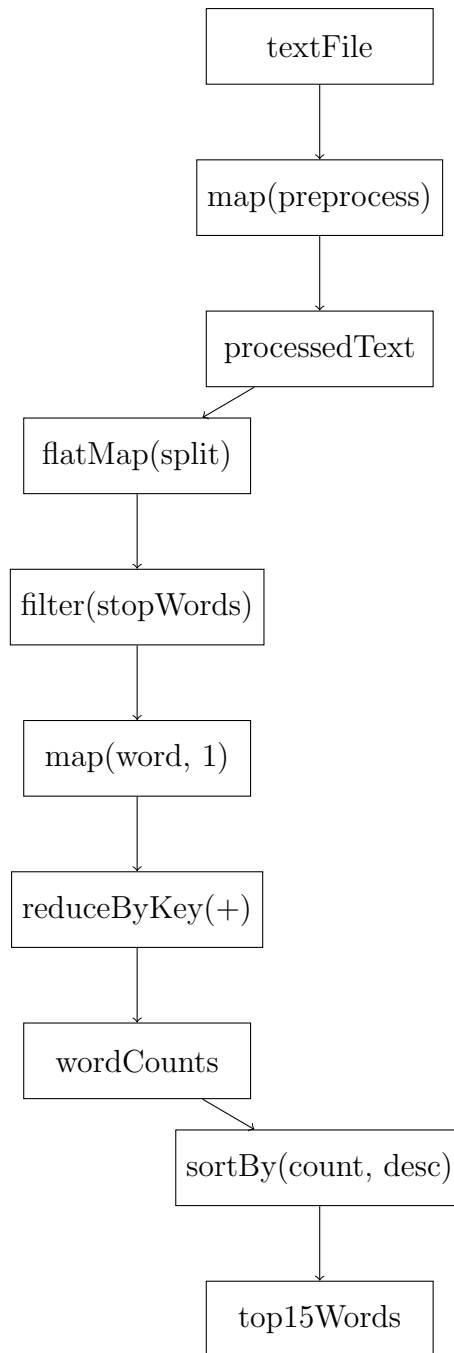 textFile
map(preprocess)
processedText
flatMap(split)
filter(stopWords)
map(word, 1)
reduceByKey(+)
wordCounts
sortBy(count, desc)
top15Words